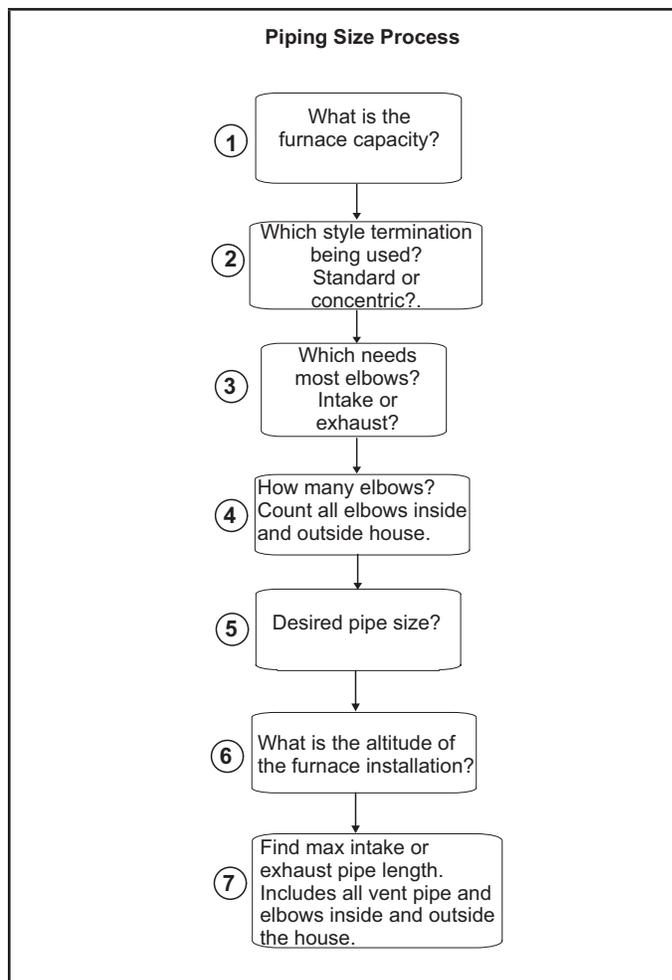 Piping Size Process
1
What is the
furnace capacity?
2
Which style termination
being used?
Standard or
concentric?.
3
Which needs
most elbows?
Intake or
exhaust?
4
How many elbows?
Count all elbows inside
and outside house.
5
Desired pipe size?
6
What is the altitude of
the furnace installation?
7
Find max intake or
exhaust pipe length.
Includes all vent pipe and
elbows inside and outside
the house.